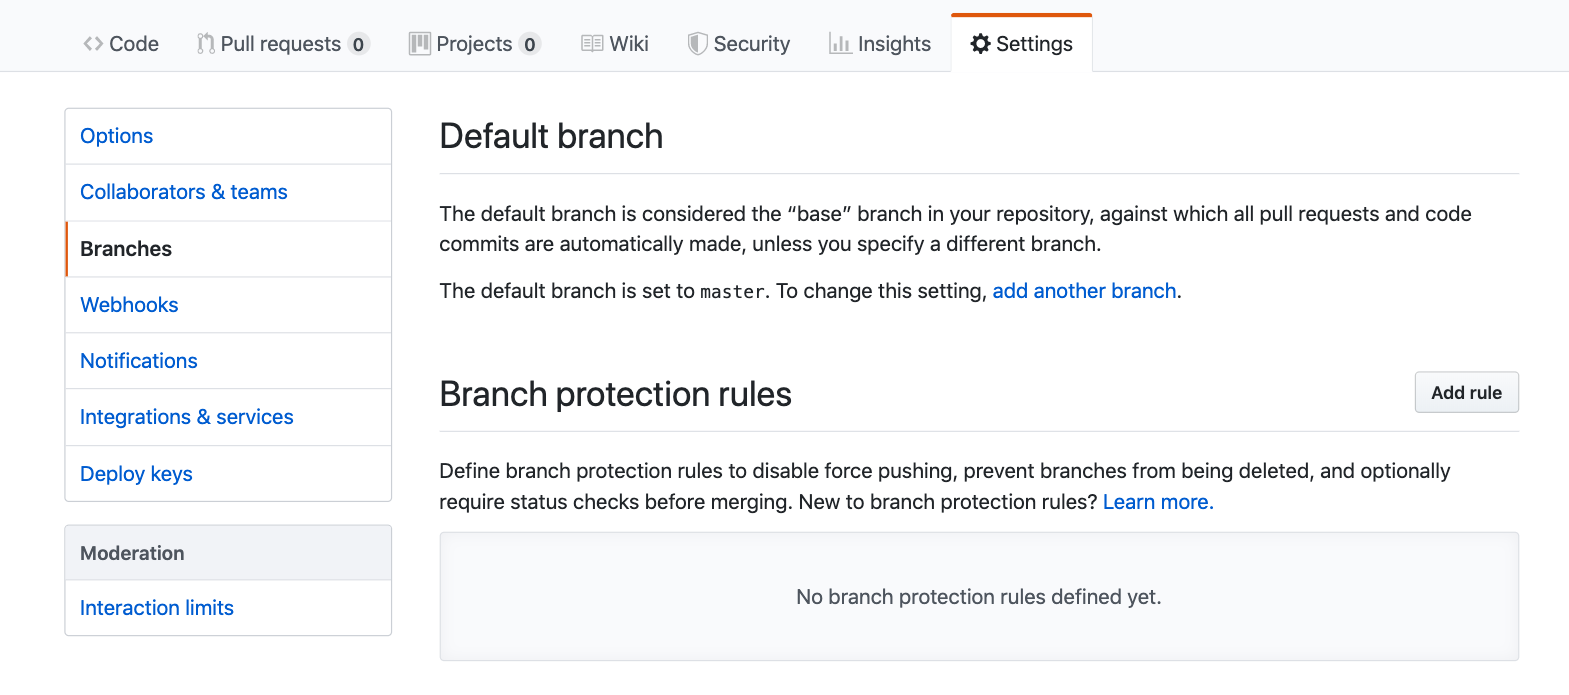 Code Pull requests 0 Projects 0 Wiki Security Insights Settings
Options
Collaborators & teams
Branches
Webhooks
Notifications
Integrations & services
Deploy keys
Moderation
Interaction limits
Default branch
The default branch is considered the “base” branch in your repository, against which all pull requests and code
commits are automatically made, unless you specify a different branch.
The default branch is set to master. To change this setting, add another branch.
Branch protection rules
Add rule
Define branch protection rules to disable force pushing, prevent branches from being deleted, and optionally
require status checks before merging. New to branch protection rules? Learn more.
No branch protection rules defined yet.